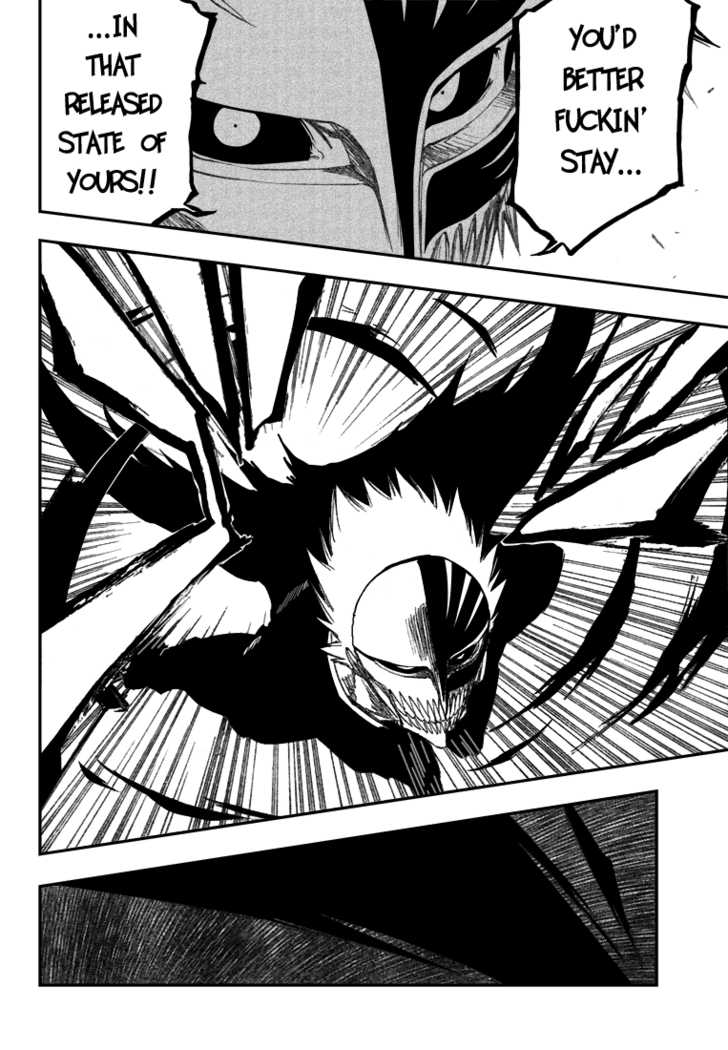 YOU'D
BETTER
FUCKIN'
STAY...
...IN
THAT
RELEASED
STATE OF
YOURS!!